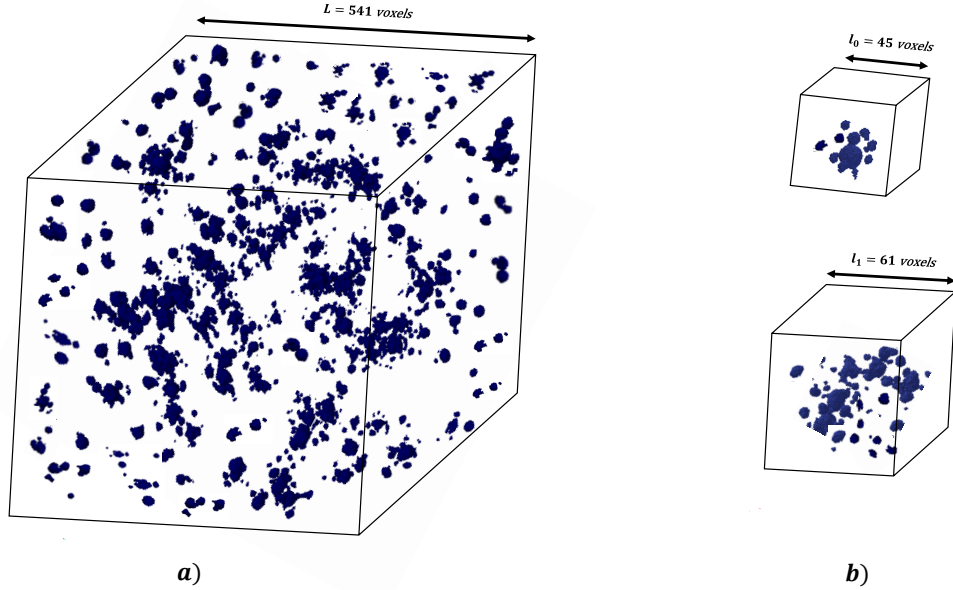 L = 541 voxels
l₀ = 45 voxels
l₁ = 61 voxels
a)
b)